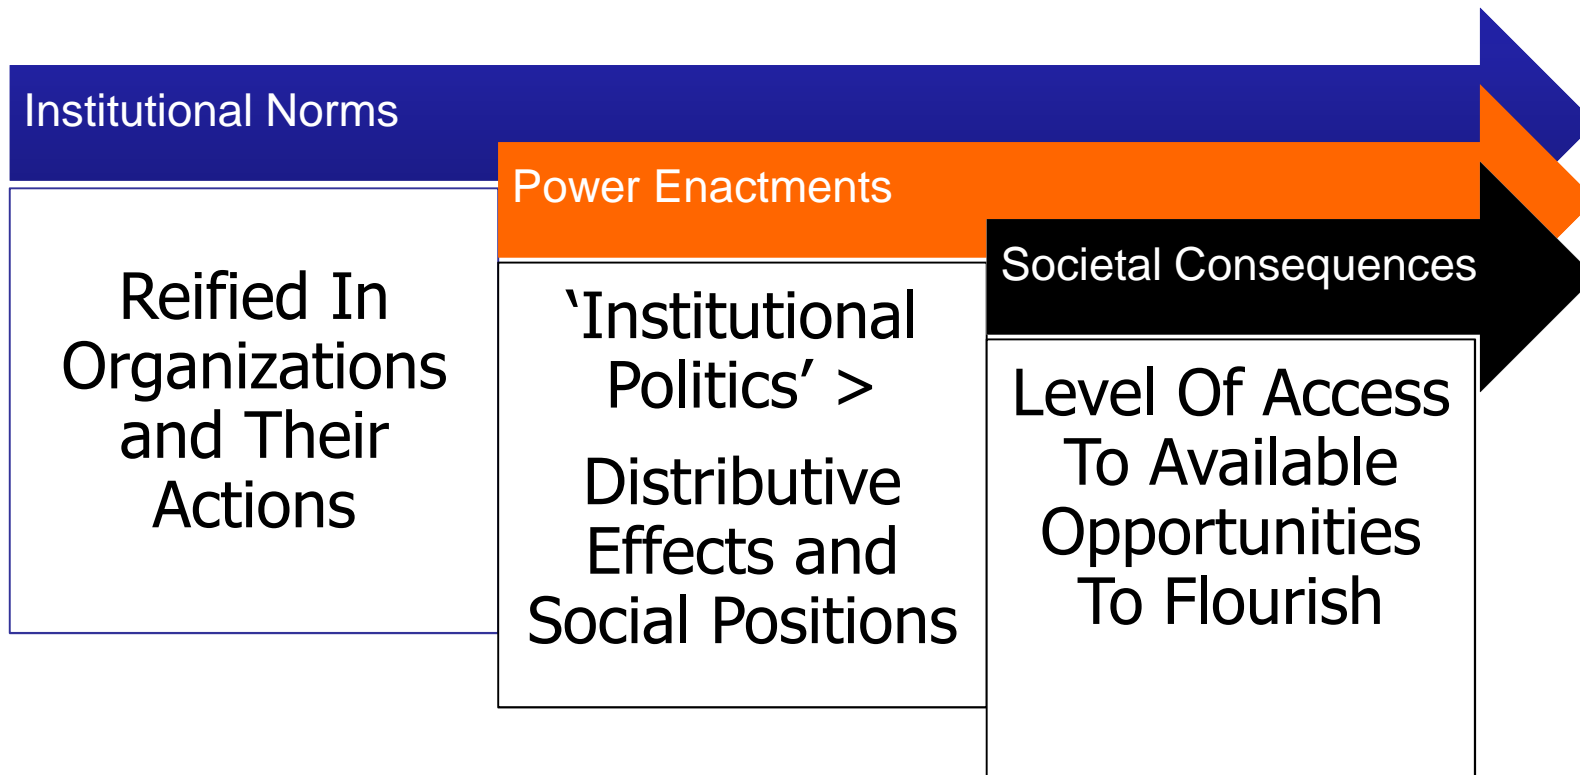 Institutional Norms
Reified In
Organizations
and Their
Actions
Power Enactments
‘Institutional
Politics’ >
Distributive
Effects and
Social Positions
Societal Consequences
Level Of Access
To Available
Opportunities
To Flourish